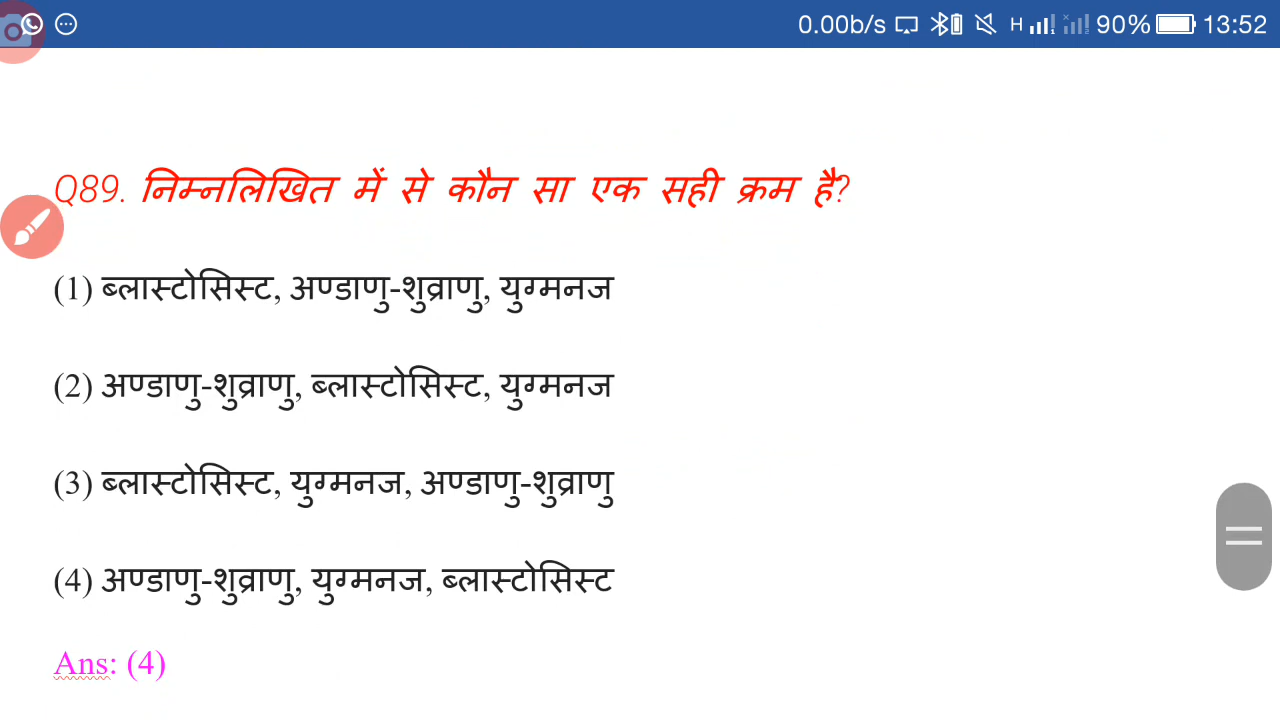 0.00b/s H 90% 13:52
Q89. निम्नलिखित में से कौन सा एक सही क्रम है?
(1) ब्लास्टोसिस्ट, अण्डाणु-शुव्राणु, युग्मनज
(2) अण्डाणु-शुव्राणु, ब्लास्टोसिस्ट, युग्मनज
(3) ब्लास्टोसिस्ट, युग्मनज, अण्डाणु-शुव्राणु
(4) अण्डाणु-शुव्राणु, युग्मनज, ब्लास्टोसिस्ट
Ans: (4)